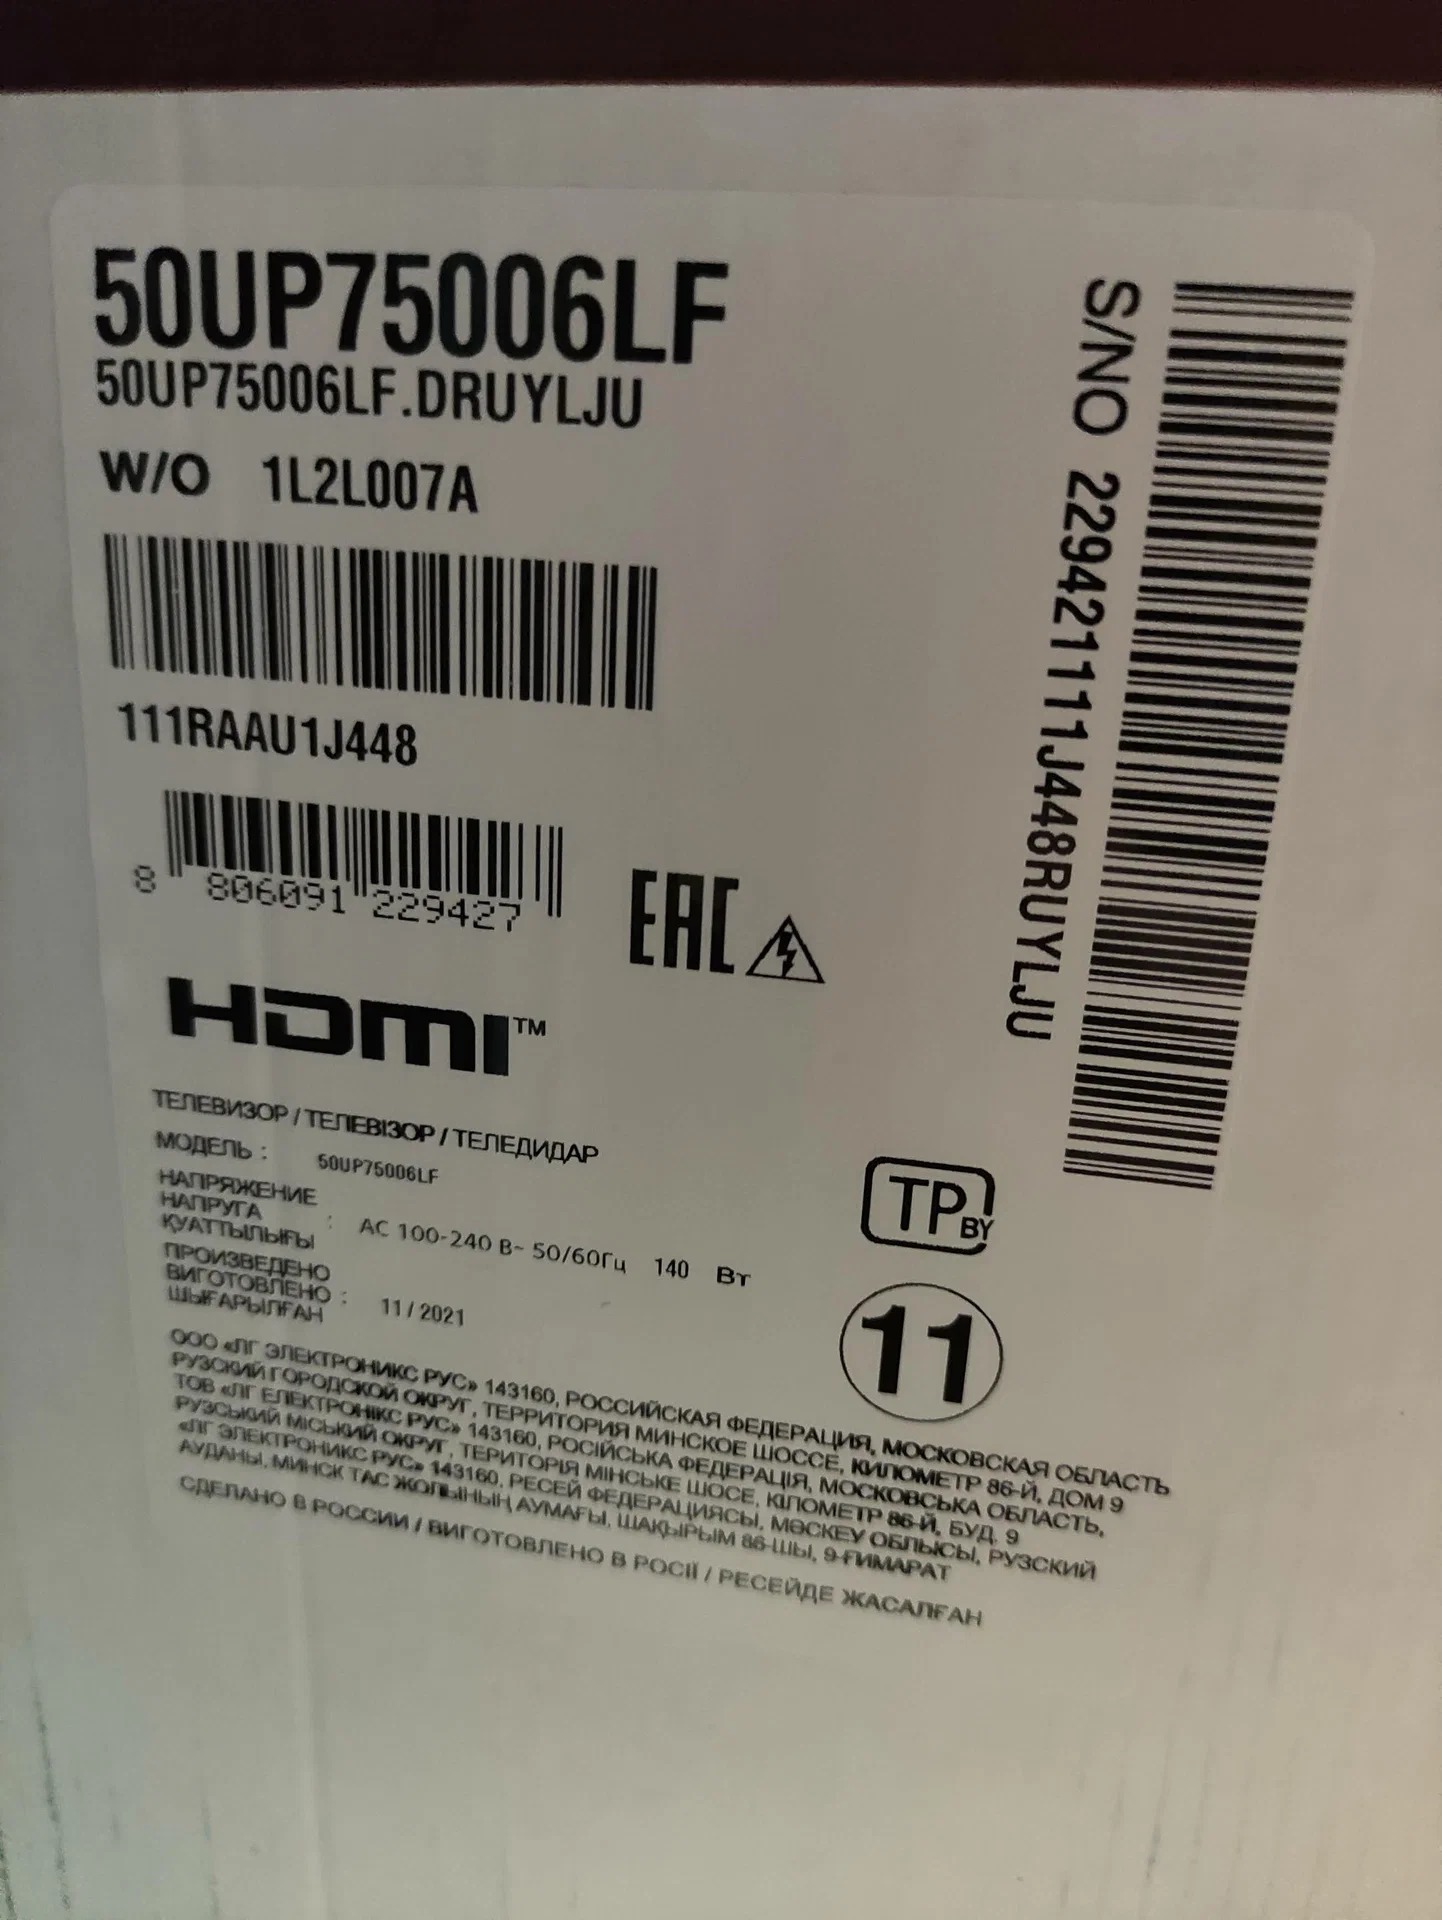 50UP75006LF
50UP75006LF.DRUYLJU
W/O 1L2L007A
111RAAU1J448
8 806091 229427
EAC
HDMI™
ТЕЛЕВИЗОР / ТЕЛЕВІЗОР / ТЕЛЕДИДАР
МОДЕЛЬ : 50UP75006LF
НАПРЯЖЕНИЕ
НАПРУГА
ҚУАТТЫЛЫҒЫ
: AC 100-240 В~ 50/60Гц 140 Вт
ПРОИЗВЕДЕНО
ВИГОТОВЛЕНО
ШЫҒАРЫЛҒАН
: 11 / 2021
ООО «ЛГ ЭЛЕКТРОНИКС РУС» 143160, РОССИЙСКАЯ ФЕДЕРАЦИЯ, МОСКОВСКАЯ ОБЛАСТЬ
РУЗСКИЙ ГОРОДСКОЙ ОКРУГ, ТЕРРИТОРИЯ МИНСКОЕ ШОССЕ, КИЛОМЕТР 86-Й, ДОМ 9
ТОВ «ЛГ ЕЛЕКТРОНІКС РУС» 143160, РОСІЙСЬКА ФЕДЕРАЦІЯ, МОСКОВСЬКА ОБЛАСТЬ,
РУЗСЬКИЙ МІСЬКИЙ ОКРУГ, ТЕРИТОРІЯ МІНСЬКЕ ШОСЕ, КІЛОМЕТР 86-Й, БУД. 9
«ЛГ ЭЛЕКТРОНИКС РУС» 143160, РЕСЕЙ ФЕДЕРАЦИЯСЫ, МӘСКЕУ ОБЛЫСЫ, РУЗСКИЙ
АУДАНЫ, МИНСК ТАС ЖОЛЫНЫҢ АУМАҒЫ, ШАҚЫРЫМ 86-ШЫ, 9-ҒИМАРАТ
СДЕЛАНО В РОССИИ / ВИГОТОВЛЕНО В РОСІЇ / РЕСЕЙДЕ ЖАСАЛҒАН
TP BY
11
S/NO 229421111J448RUYLJU